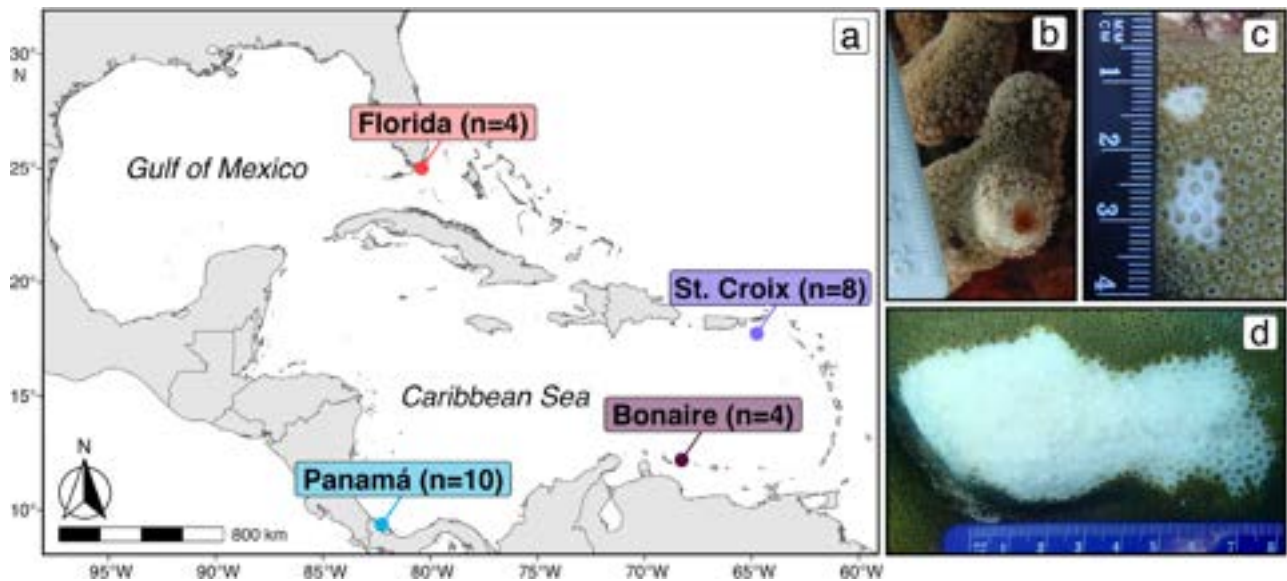 a
b
c
30°
N
Florida (n=4)
Gulf of Mexico
25°
20°
St. Croix (n=8)
15°
Caribbean Sea
Bonaire (n=4)
N
Panamá (n=10)
10°
800 km
95°W
90°W
85°W
80°W
75°W
70°W
65°W
60°W
1
2
3
4
d